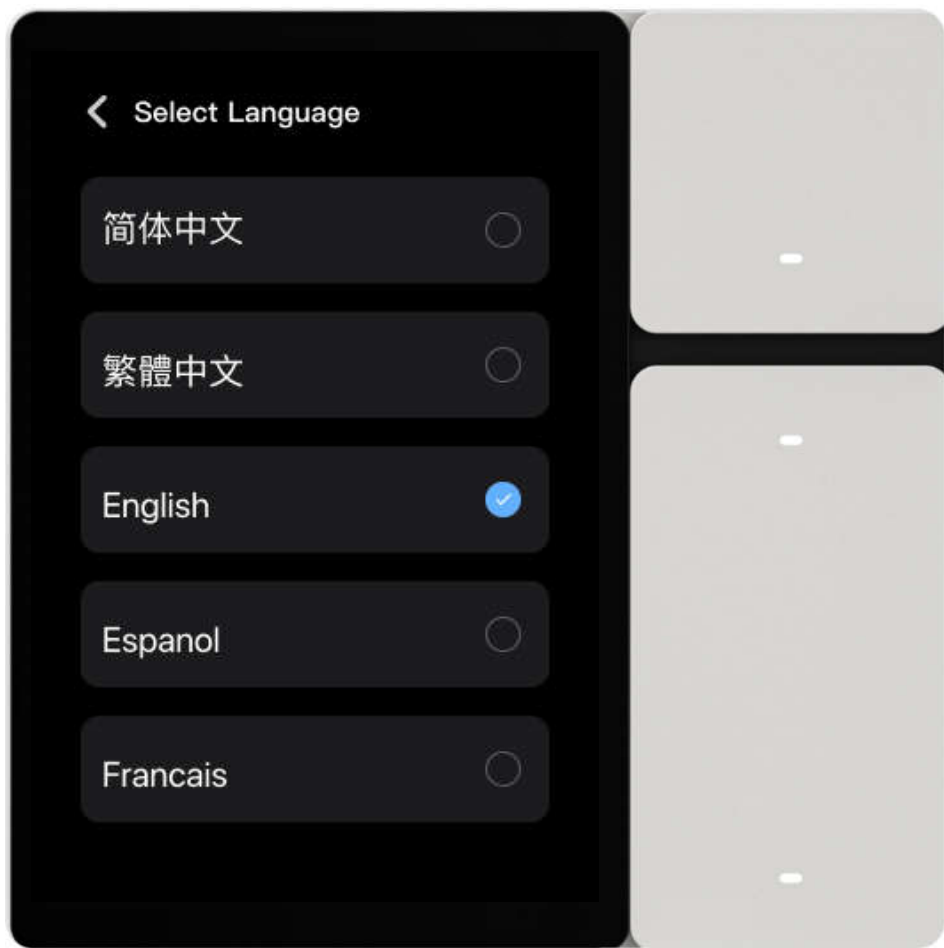 Select Language
简体中文
繁體中文
English
Espanol
Francais